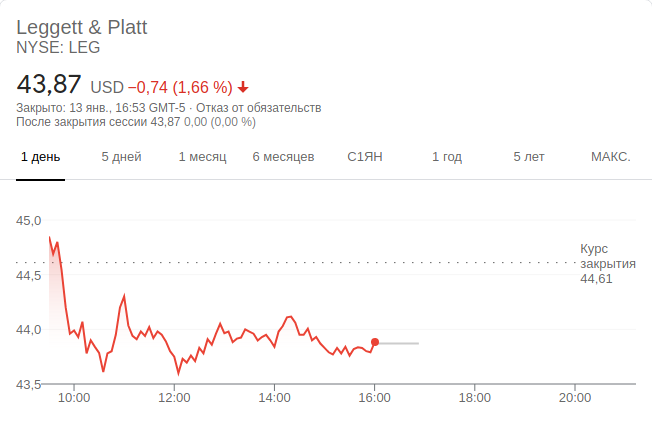 Leggett & Platt
NYSE: LEG
43,87 USD −0,74 (1,66 %)
Закрыто: 13 янв., 16:53 GMT-5 · Отказ от обязательств
После закрытия сессии 43,87 0,00 (0,00 %)
1 день 5 дней 1 месяц 6 месяцев С1ЯН 1 год 5 лет МАКС.
45,0
Курс
закрытия
44,61
44,5
44,0
43,5
10:00 12:00 14:00 16:00 18:00 20:00